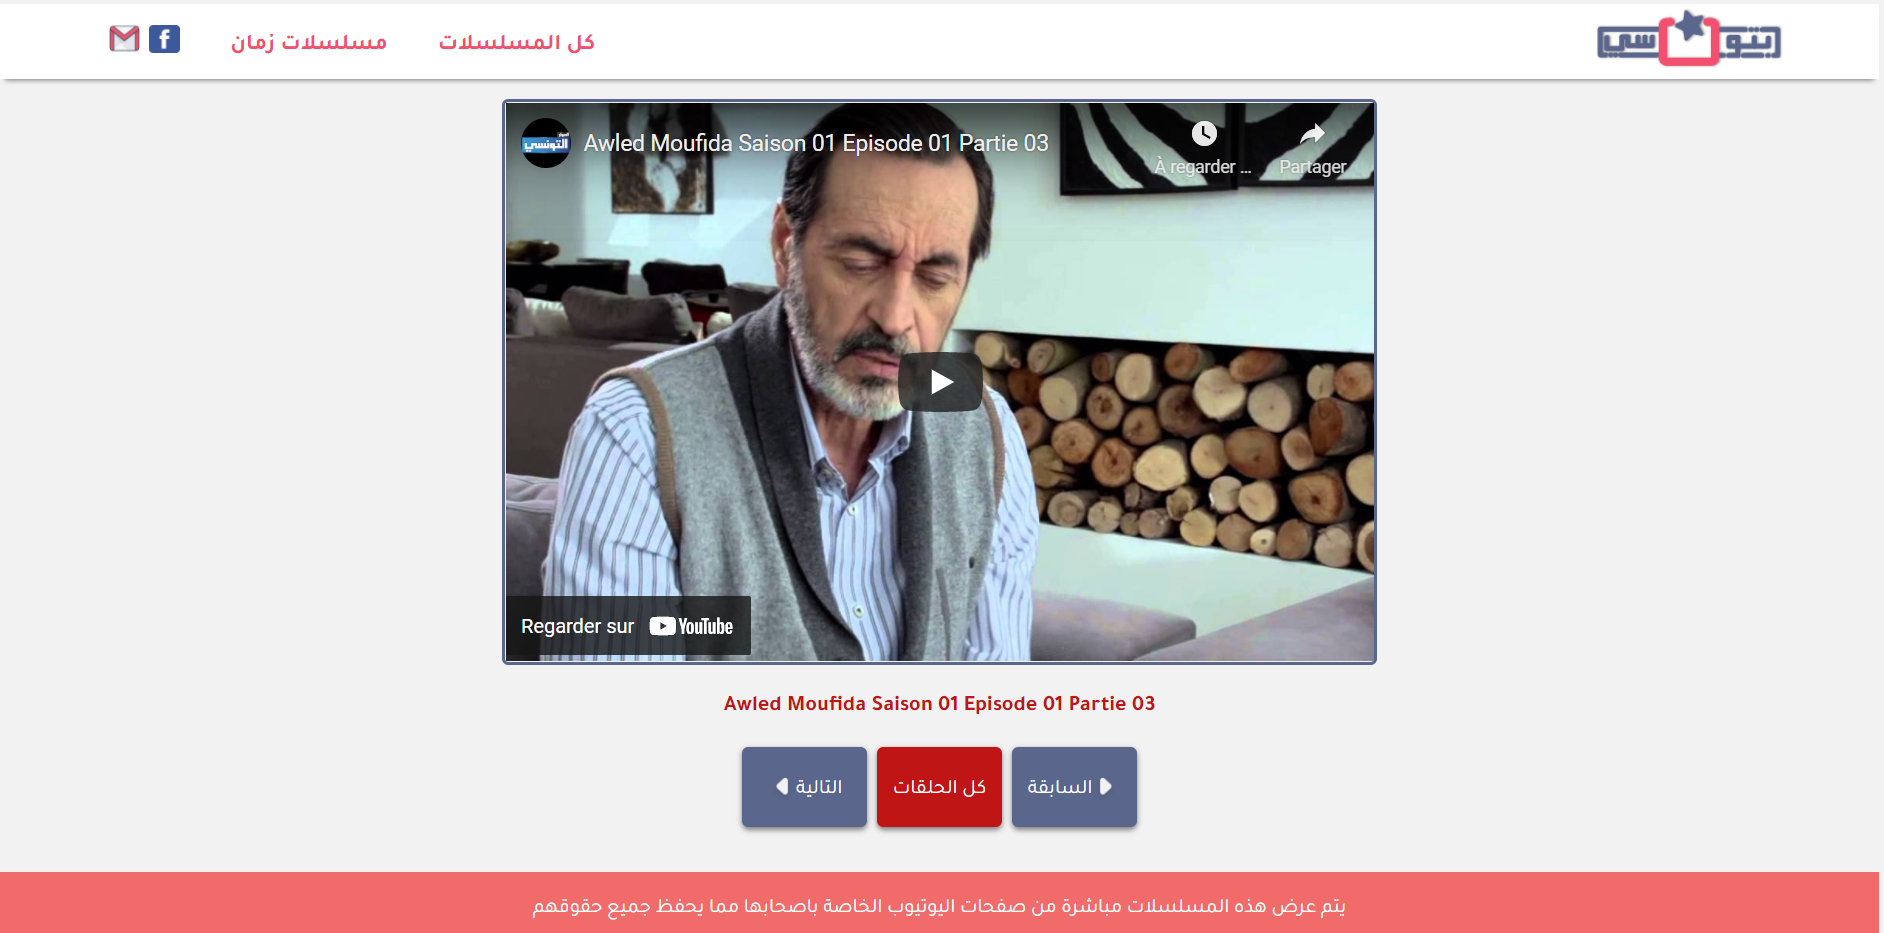 كل المسلسلات
مسلسلات زمان
Awled Moufida Saison 01 Episode 01 Partie 03
À regarder ...
Partager
التونسي
Regarder sur YouTube
Awled Moufida Saison 01 Episode 01 Partie 03
السابقة
كل الحلقات
التالية
يتم عرض هذه المسلسلات مباشرة من صفحات اليوتيوب الخاصة باصحابها مما يحفظ جميع حقوقهم